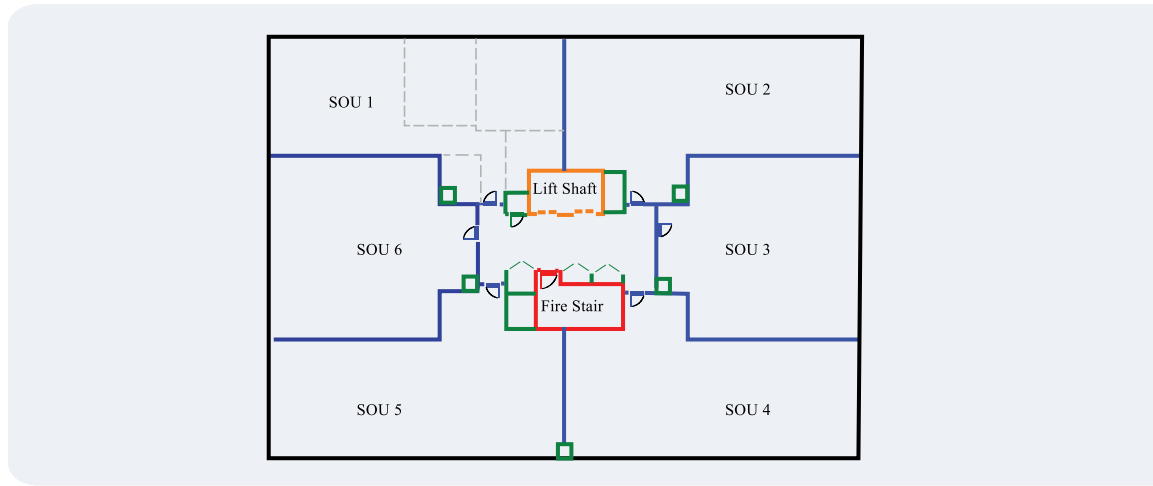 SOU 1
SOU 2
Lift Shaft
SOU 6
SOU 3
Fire Stair
SOU 5
SOU 4